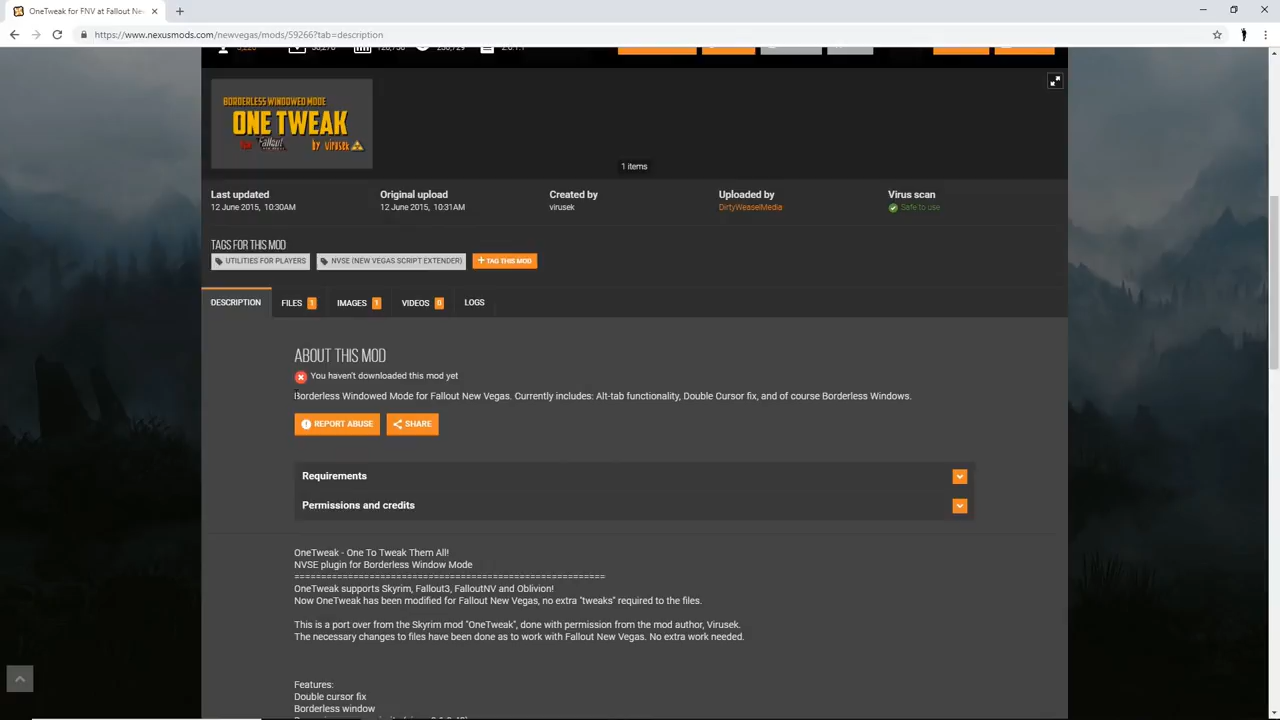 OneTweak for FNV at Fallout Ne
https://www.nexusmods.com/newvegas/mods/59266?tab=description
BORDERLESS WINDOWED MODE
ONE TWEAK
Fallout
by virusek
1 items
Last updated
12 June 2015, 10:30AM
Original upload
12 June 2015, 10:31AM
Created by
virusek
Uploaded by
DirtyWeaselMedia
Virus scan
Safe to use
TAGS FOR THIS MOD
UTILITIES FOR PLAYERS
NVSE (NEW VEGAS SCRIPT EXTENDER)
+ TAG THIS MOD
DESCRIPTION
FILES 1
IMAGES 1
VIDEOS 0
LOGS
ABOUT THIS MOD
You haven't downloaded this mod yet
Borderless Windowed Mode for Fallout New Vegas. Currently includes: Alt-tab functionality, Double Cursor fix, and of course Borderless Windows.
REPORT ABUSE
SHARE
Requirements
Permissions and credits
OneTweak - One To Tweak Them All!
NVSE plugin for Borderless Window Mode
==========================================================
OneTweak supports Skyrim, Fallout3, FalloutNV and Oblivion!
Now OneTweak has been modified for Fallout New Vegas, no extra "tweaks" required to the files.
This is a port over from the Skyrim mod "OneTweak", done with permission from the mod author, Virusek.
The necessary changes to files have been done as to work with Fallout New Vegas. No extra work needed.
Features:
Double cursor fix
Borderless window